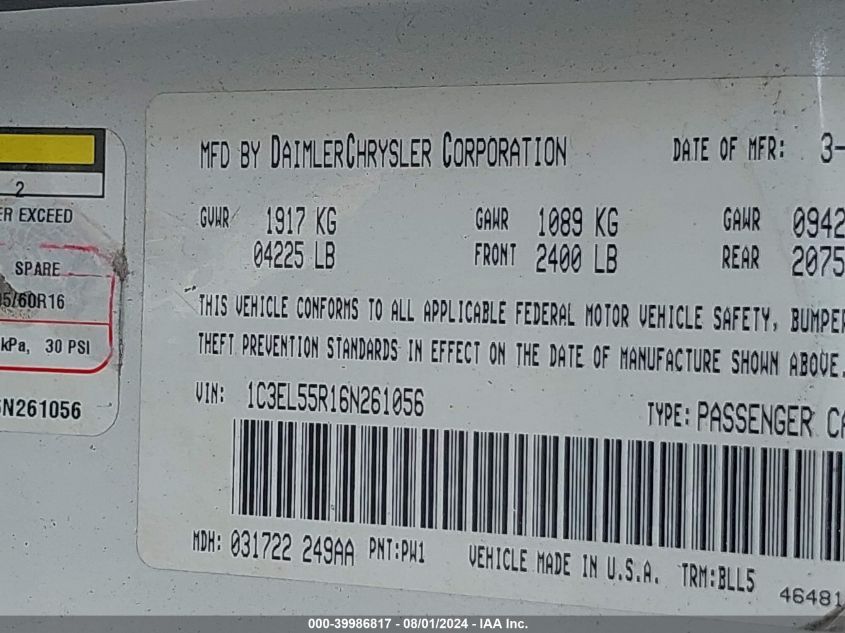 2
ER EXCEED
SPARE
5/60R16
kPa, 30 PSI
N261056
MFD BY DAIMLERCHRYSLER CORPORATION DATE OF MFR: 3-
GVWR 1917 KG GAWR 1089 KG GAWR 0942
04225 LB FRONT 2400 LB REAR 2075
THIS VEHICLE CONFORMS TO ALL APPLICABLE FEDERAL MOTOR VEHICLE SAFETY, BUMPER
THEFT PREVENTION STANDARDS IN EFFECT ON THE DATE OF MANUFACTURE SHOWN ABOVE.
VIN: 1C3EL55R16N261056 TYPE: PASSENGER CA
MDH: 031722 249AA PNT:PW1 VEHICLE MADE IN U.S.A. TRM:BLL5
46481
000-39986817 - 08/01/2024 - IAA Inc.